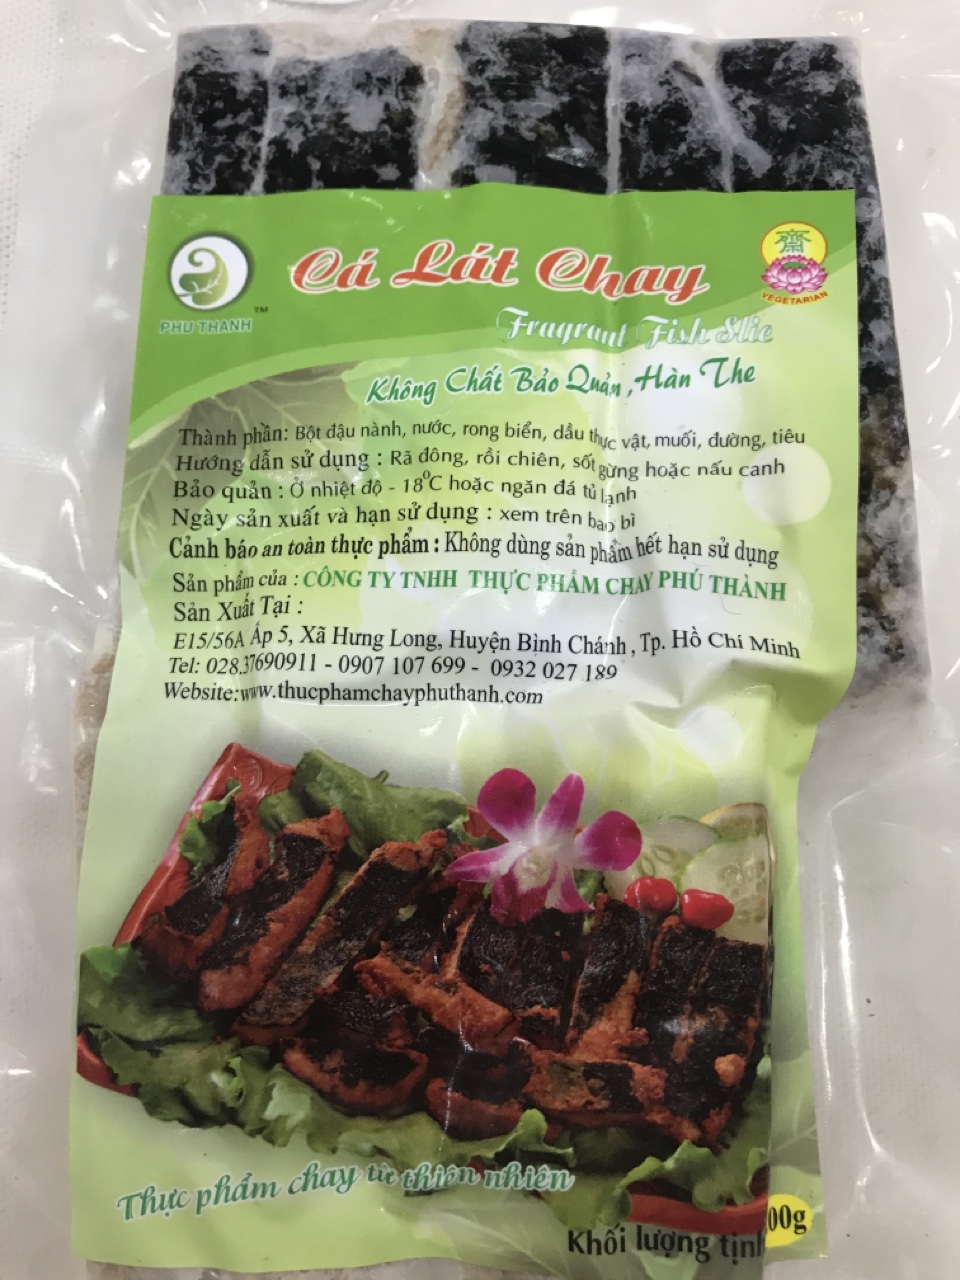 Cá Lát Chay
齋
VEGETARIAN
PHU THANH™
Fragrant Fish Slic
Không Chất Bảo Quản, Hàn The
Thành phần: Bột đậu nành, nước, rong biển, dầu thực vật, muối, đường, tiêu
Hướng dẫn sử dụng : Rã đông, rồi chiên, sốt gừng hoặc nấu canh
Bảo quản : Ở nhiệt độ - 18°C hoặc ngăn đá tủ lạnh
Ngày sản xuất và hạn sử dụng : xem trên bao bì
Cảnh báo an toàn thực phẩm : Không dùng sản phẩm hết hạn sử dụng
Sản phẩm của : CÔNG TY TNHH THỰC PHẨM CHAY PHÚ THÀNH
Sản Xuất Tại :
E15/56A Ấp 5, Xã Hưng Long, Huyện Bình Chánh, Tp. Hồ Chí Minh
Tel: 028.37690911 - 0907 107 699 - 0932 027 189
Website:www.thucphamchayphuthanh.com
Thực phẩm chay từ thiên nhiên
Khối lượng tịnh
00g